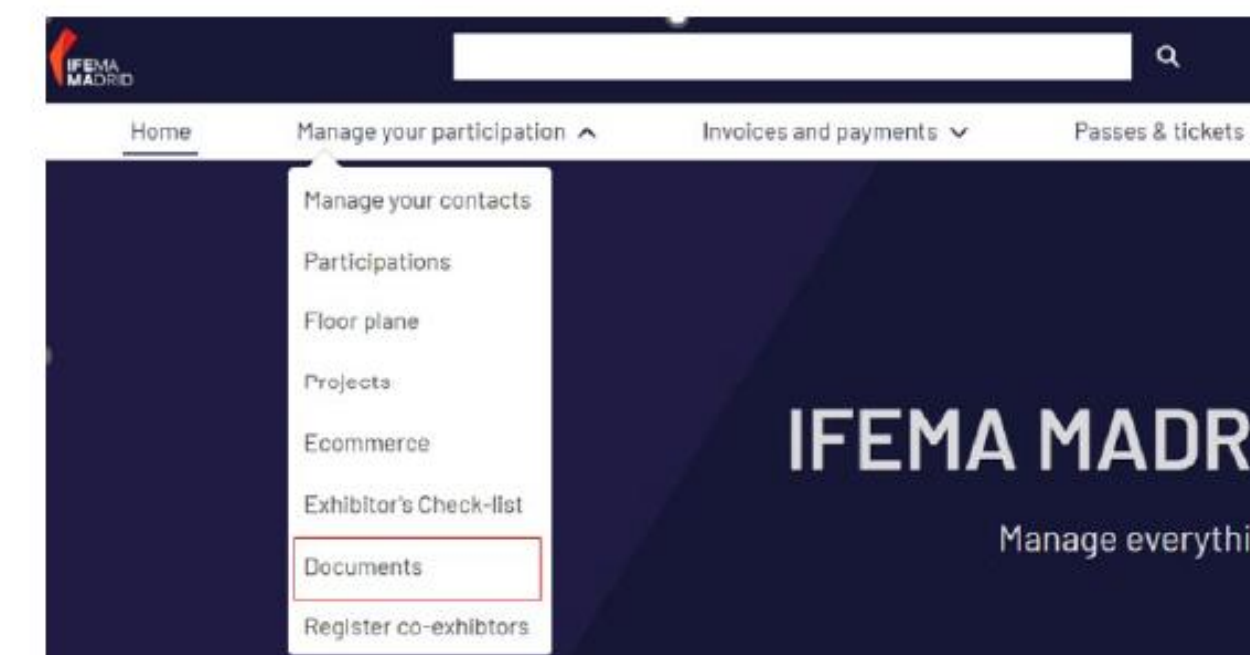 IFEMA
MADRID
Home
Manage your participation
Invoices and payments
Passes & tickets
Manage your contacts
Participations
Floor plane
Projects
Ecommerce
Exhibitor's Check-list
Documents
Register co-exhibtors
IFEMA MADR
Manage everythi